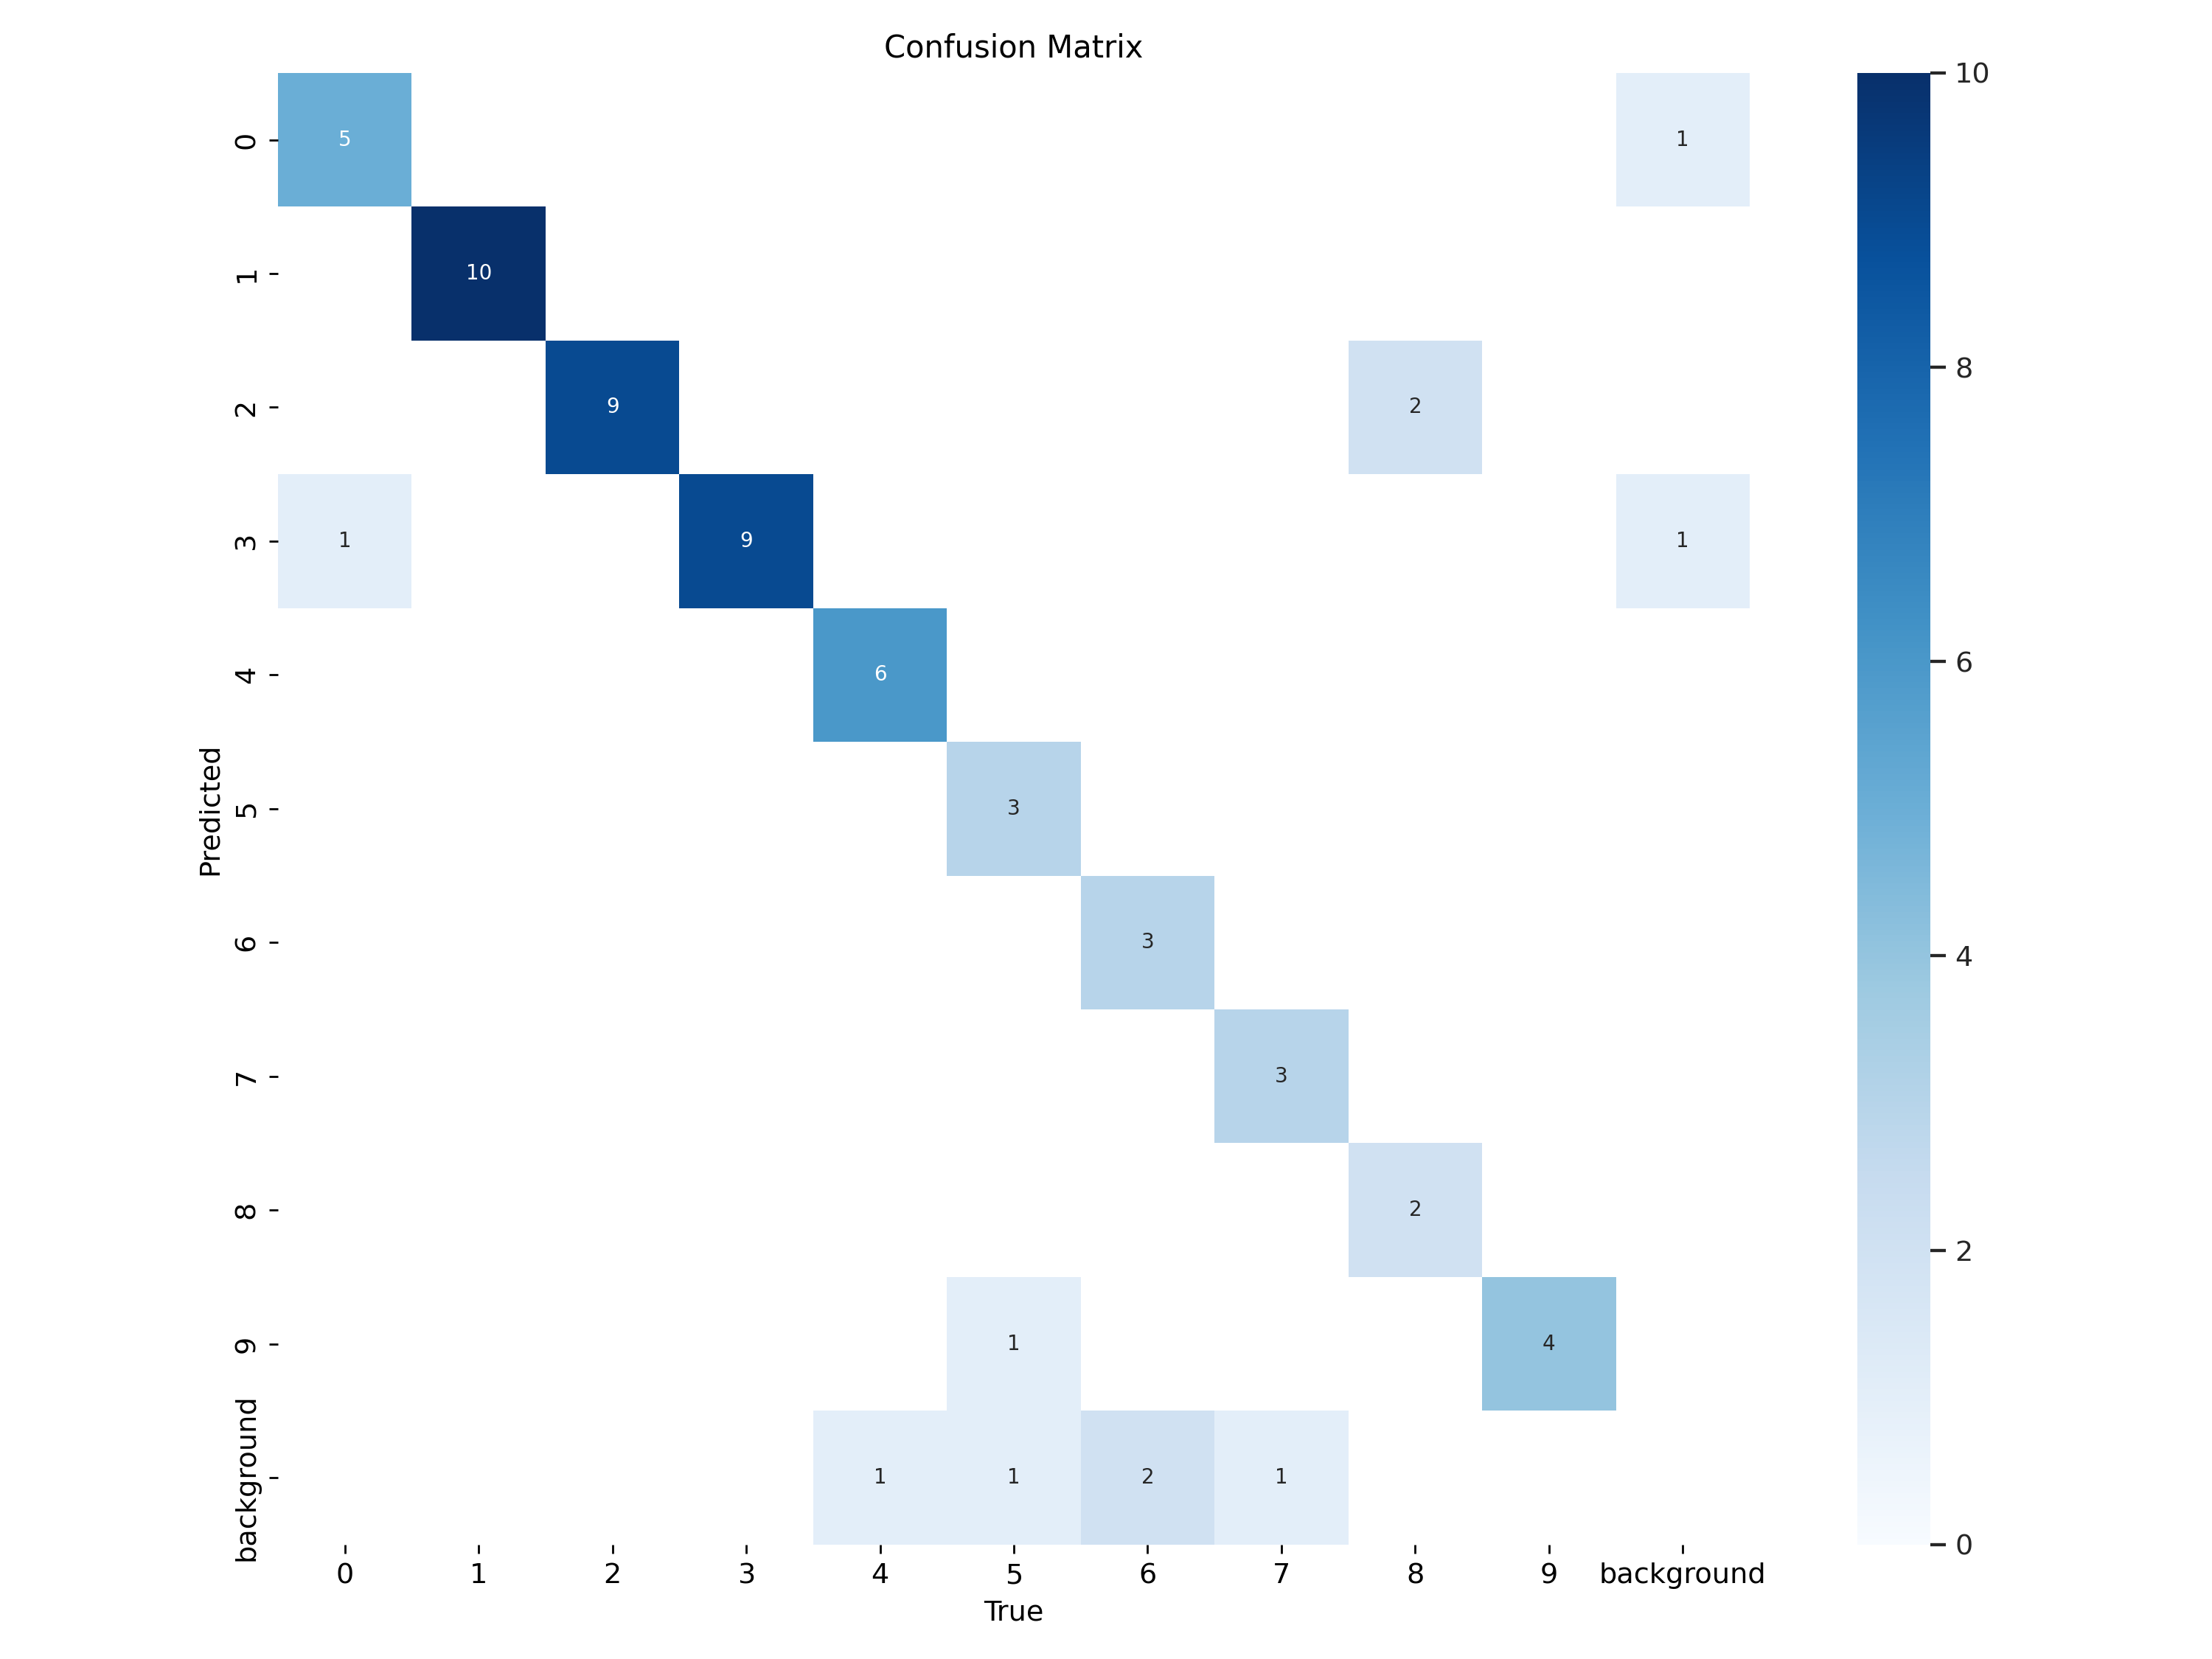 Confusion Matrix
0 5 1 10
1 10
2 9 2 8
3 1 9 1
4 6 6
Predicted
5 3
6 3 4
7 3
8 2 2
9 1 4
background 1 1 2 1 0
0 1 2 3 4 5 6 7 8 9 background
True